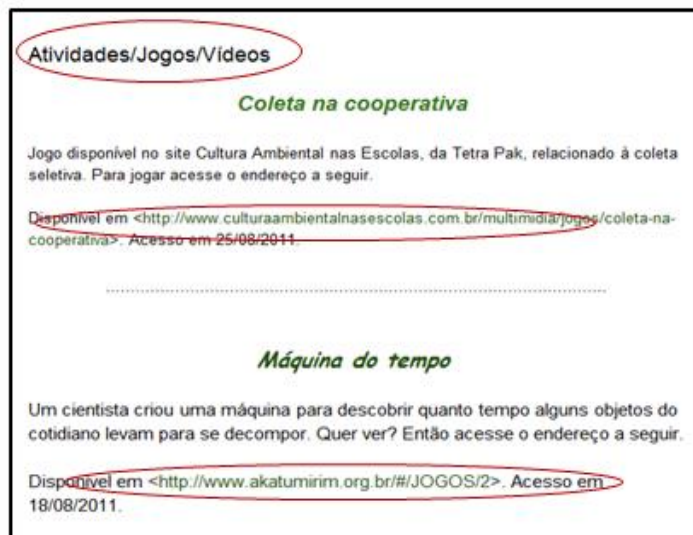 Atividades/Jogos/Vídeos
Coleta na cooperativa
Jogo disponível no site Cultura Ambiental nas Escolas, da Tetra Pak, relacionado à coleta
seletiva. Para jogar acesse o endereço a seguir.
Disponível em <http://www.culturaambientalnasescolas.com.br/multimidia/jogos/coleta-na-
cooperativa>. Acesso em 25/08/2011.
Máquina do tempo
Um cientista criou uma máquina para descobrir quanto tempo alguns objetos do
cotidiano levam para se decompor. Quer ver? Então acesse o endereço a seguir.
Disponível em <http://www.akatumirim.org.br/#/JOGOS/2>. Acesso em
18/08/2011.